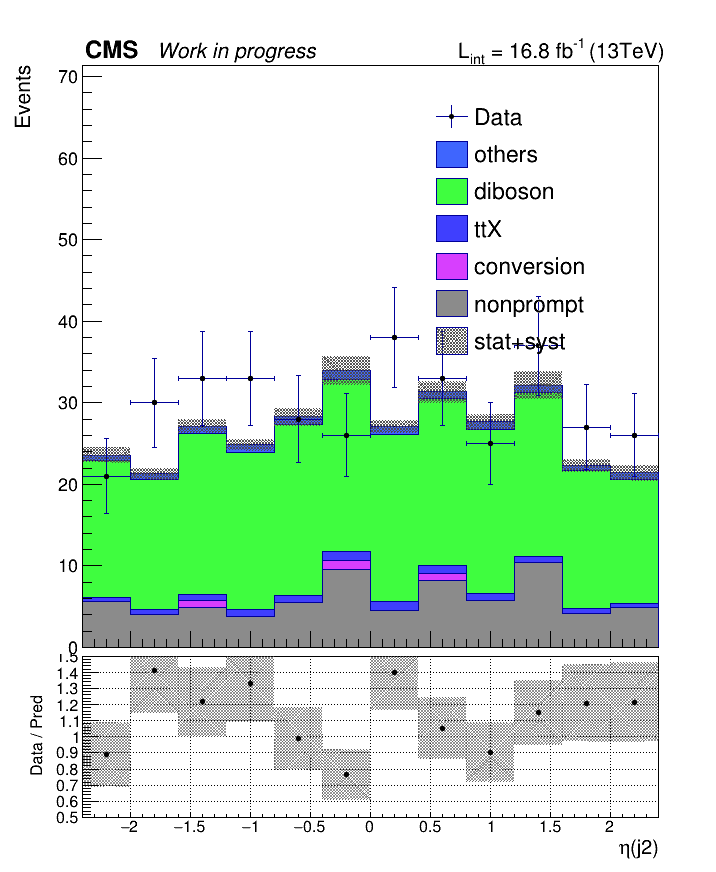 CMS Work in progress L_int = 16.8 fb^-1 (13TeV)
Events
70
60
50
40
30
20
10
0
Data
others
diboson
ttX
conversion
nonprompt
stat+syst
Data / Pred
1.5
1.4
1.3
1.2
1.1
1
0.9
0.8
0.7
0.6
0.5
−2 −1.5 −1 −0.5 0 0.5 1 1.5 2
η(j2)